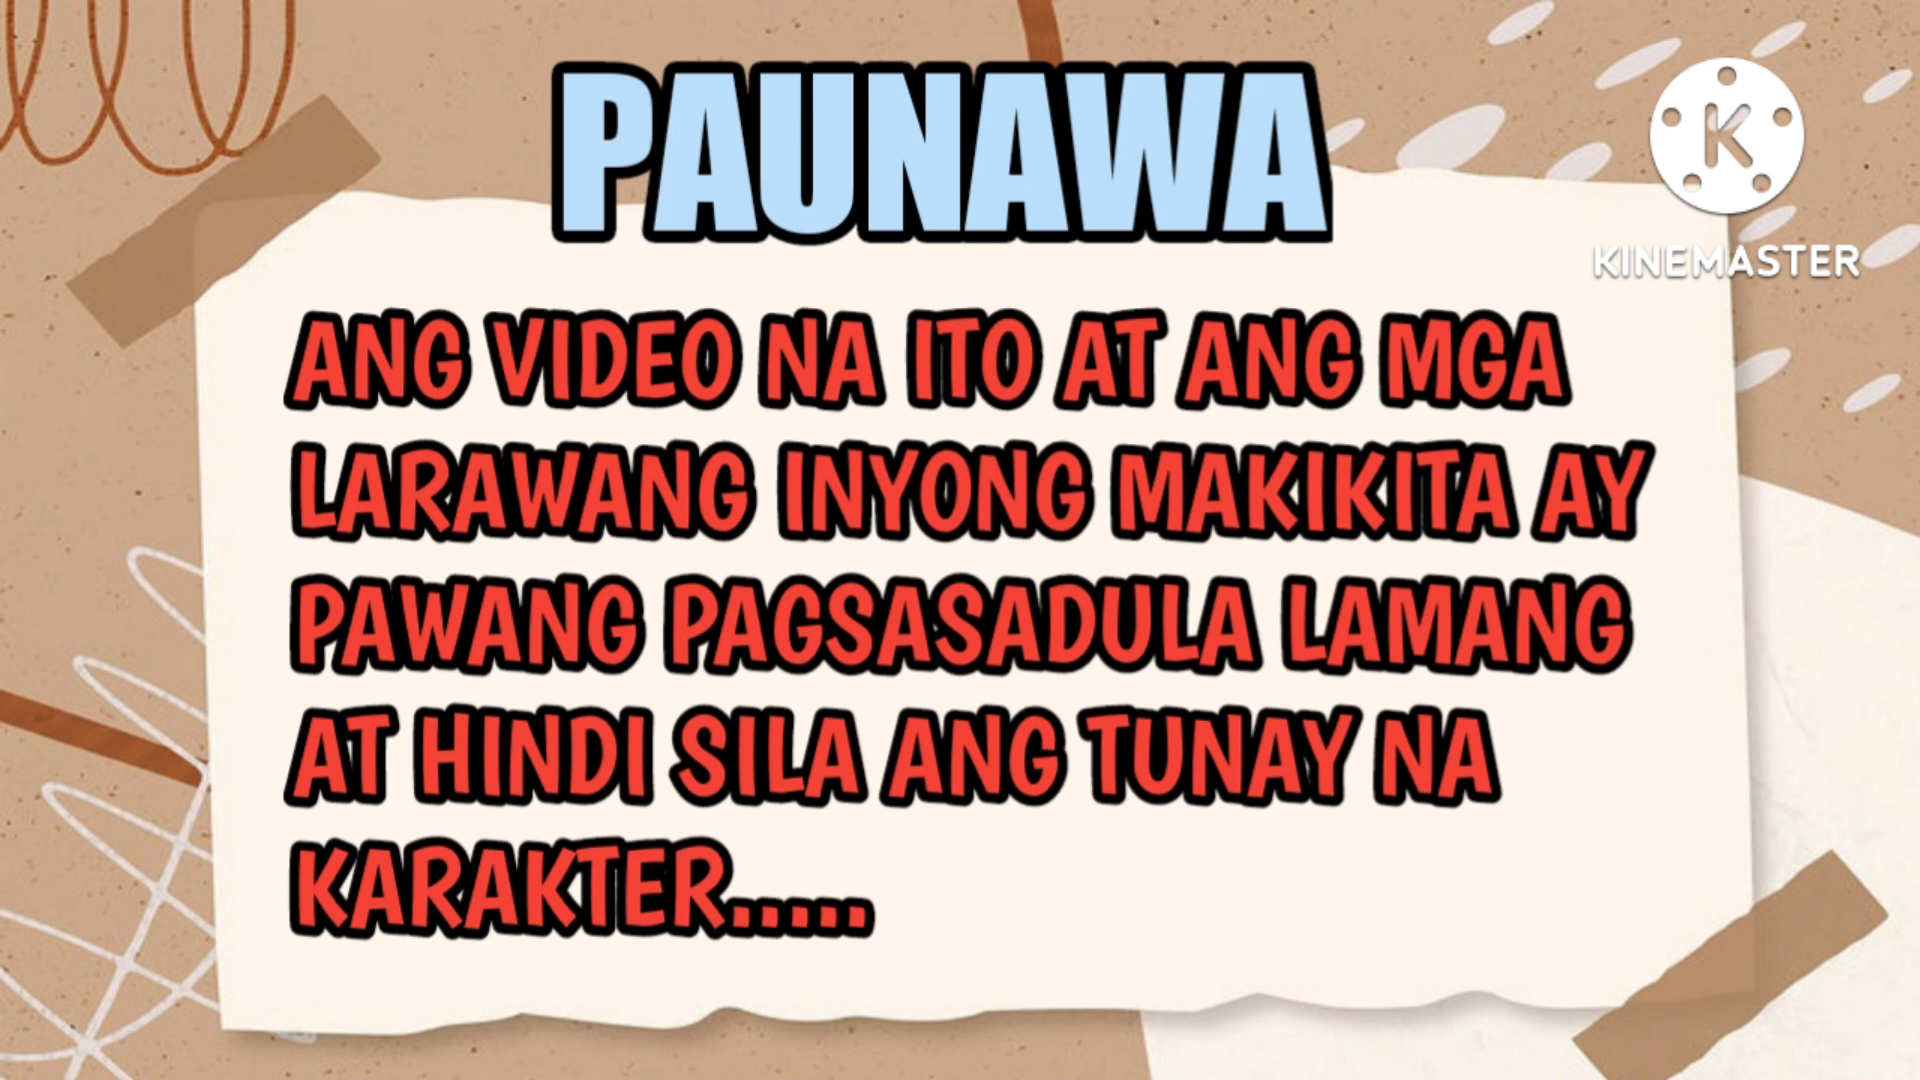 PAUNAWA
K
KINEMASTER
ANG VIDEO NA ITO AT ANG MGA
LARAWANG INYONG MAKIKITA AY
PAWANG PAGSASADULA LAMANG
AT HINDI SILA ANG TUNAY NA
KARAKTER.....